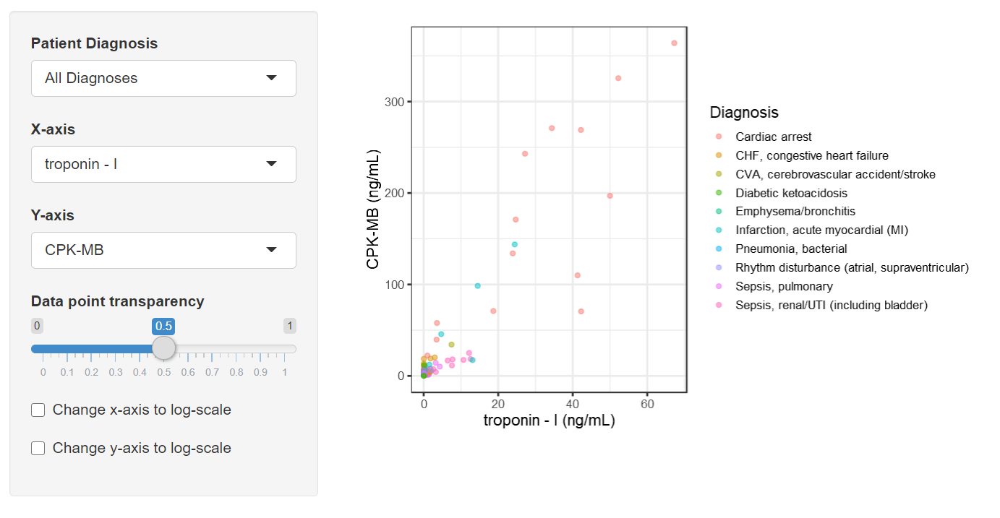 Patient Diagnosis
All Diagnoses
X-axis
troponin - I
Y-axis
CPK-MB
Data point transparency
0 0.5 1
0 0.1 0.2 0.3 0.4 0.5 0.6 0.7 0.8 0.9 1
Change x-axis to log-scale
Change y-axis to log-scale
CPK-MB (ng/mL)
300
200
100
0
0 20 40 60
troponin - I (ng/mL)
Diagnosis
Cardiac arrest
CHF, congestive heart failure
CVA, cerebrovascular accident/stroke
Diabetic ketoacidosis
Emphysema/bronchitis
Infarction, acute myocardial (MI)
Pneumonia, bacterial
Rhythm disturbance (atrial, supraventricular)
Sepsis, pulmonary
Sepsis, renal/UTI (including bladder)